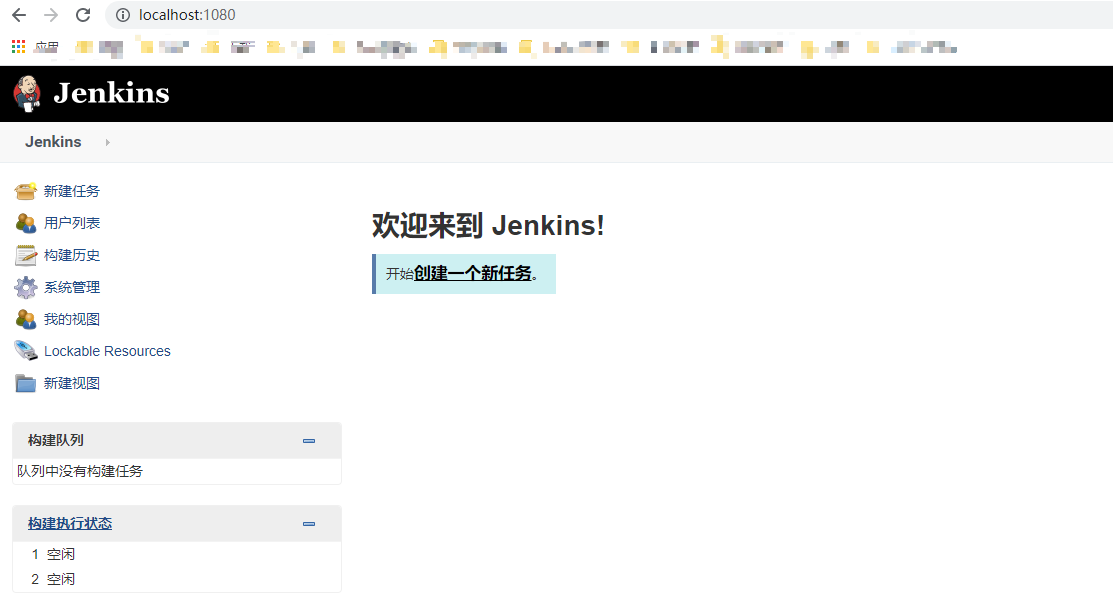 localhost:1080
应用
Jenkins
Jenkins
新建任务
用户列表
构建历史
系统管理
我的视图
Lockable Resources
新建视图
欢迎来到 Jenkins!
开始创建一个新任务。
构建队列
队列中没有构建任务
构建执行状态
1 空闲
2 空闲